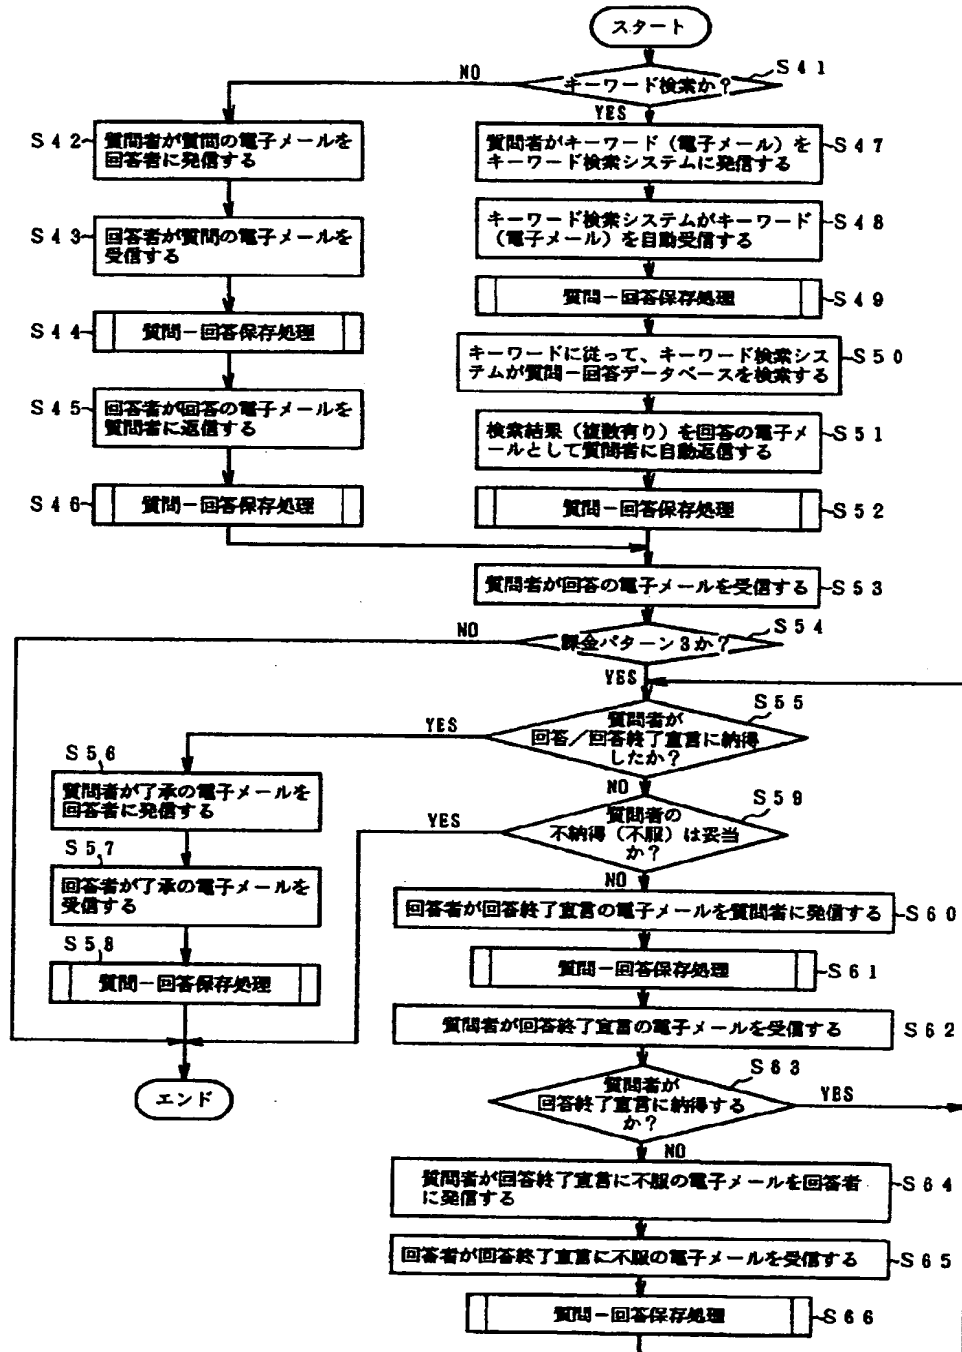 スタート
S41
キーワード検索か?
NO
YES
S42
質問者が質問の電子メールを
回答者に発信する
S43
回答者が質問の電子メールを
受信する
S44
質問-回答保存処理
S45
回答者が回答の電子メールを
質問者に返信する
S46
質問-回答保存処理
質問者がキーワード(電子メール)を
キーワード検索システムに発信する
S47
キーワード検索システムがキーワード
(電子メール)を自動受信する
S48
質問-回答保存処理
S49
キーワードに従って、キーワード検索シス
テムが質問-回答データベースを検索する
S50
検索結果(複数有り)を回答の電子メ
ールとして質問者に自動返信する
S51
質問-回答保存処理
S52
質問者が回答の電子メールを受信する
S53
NO
課金パターン3か?
S54
YES
S55
質問者が
回答/回答終了宣言に納得
したか?
YES
NO
S56
質問者が了承の電子メールを
回答者に発信する
S57
回答者が了承の電子メールを
受信する
S58
質問-回答保存処理
エンド
S59
質問者の
不納得(不服)は妥当
か?
YES
NO
回答者が回答終了宣言の電子メールを質問者に発信する
S60
質問-回答保存処理
S61
質問者が回答終了宣言の電子メールを受信する
S62
S63
質問者が
回答終了宣言に納得する
か?
YES
NO
質問者が回答終了宣言に不服の電子メールを回答者
に発信する
S64
回答者が回答終了宣言に不服の電子メールを受信する
S65
質問-回答保存処理
S66